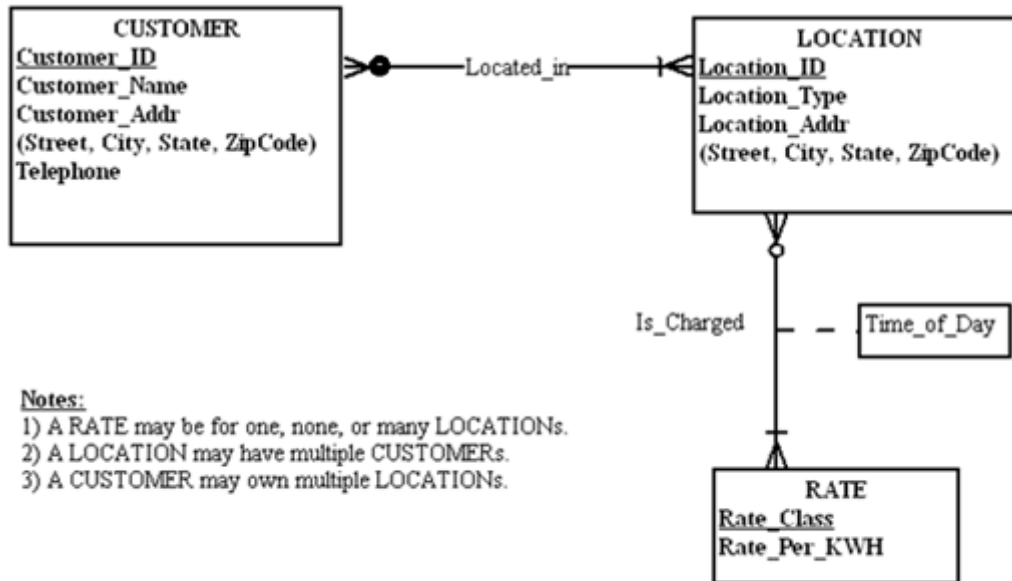 CUSTOMER
Customer_ID
Customer_Name
Customer_Addr
(Street, City, State, ZipCode)
Telephone
Located_in
LOCATION
Location_ID
Location_Type
Location_Addr
(Street, City, State, ZipCode)
Is_Charged
Time_of_Day
Notes:
1) A RATE may be for one, none, or many LOCATIONs.
2) A LOCATION may have multiple CUSTOMERs.
3) A CUSTOMER may own multiple LOCATIONs.
RATE
Rate_Class
Rate_Per_KWH